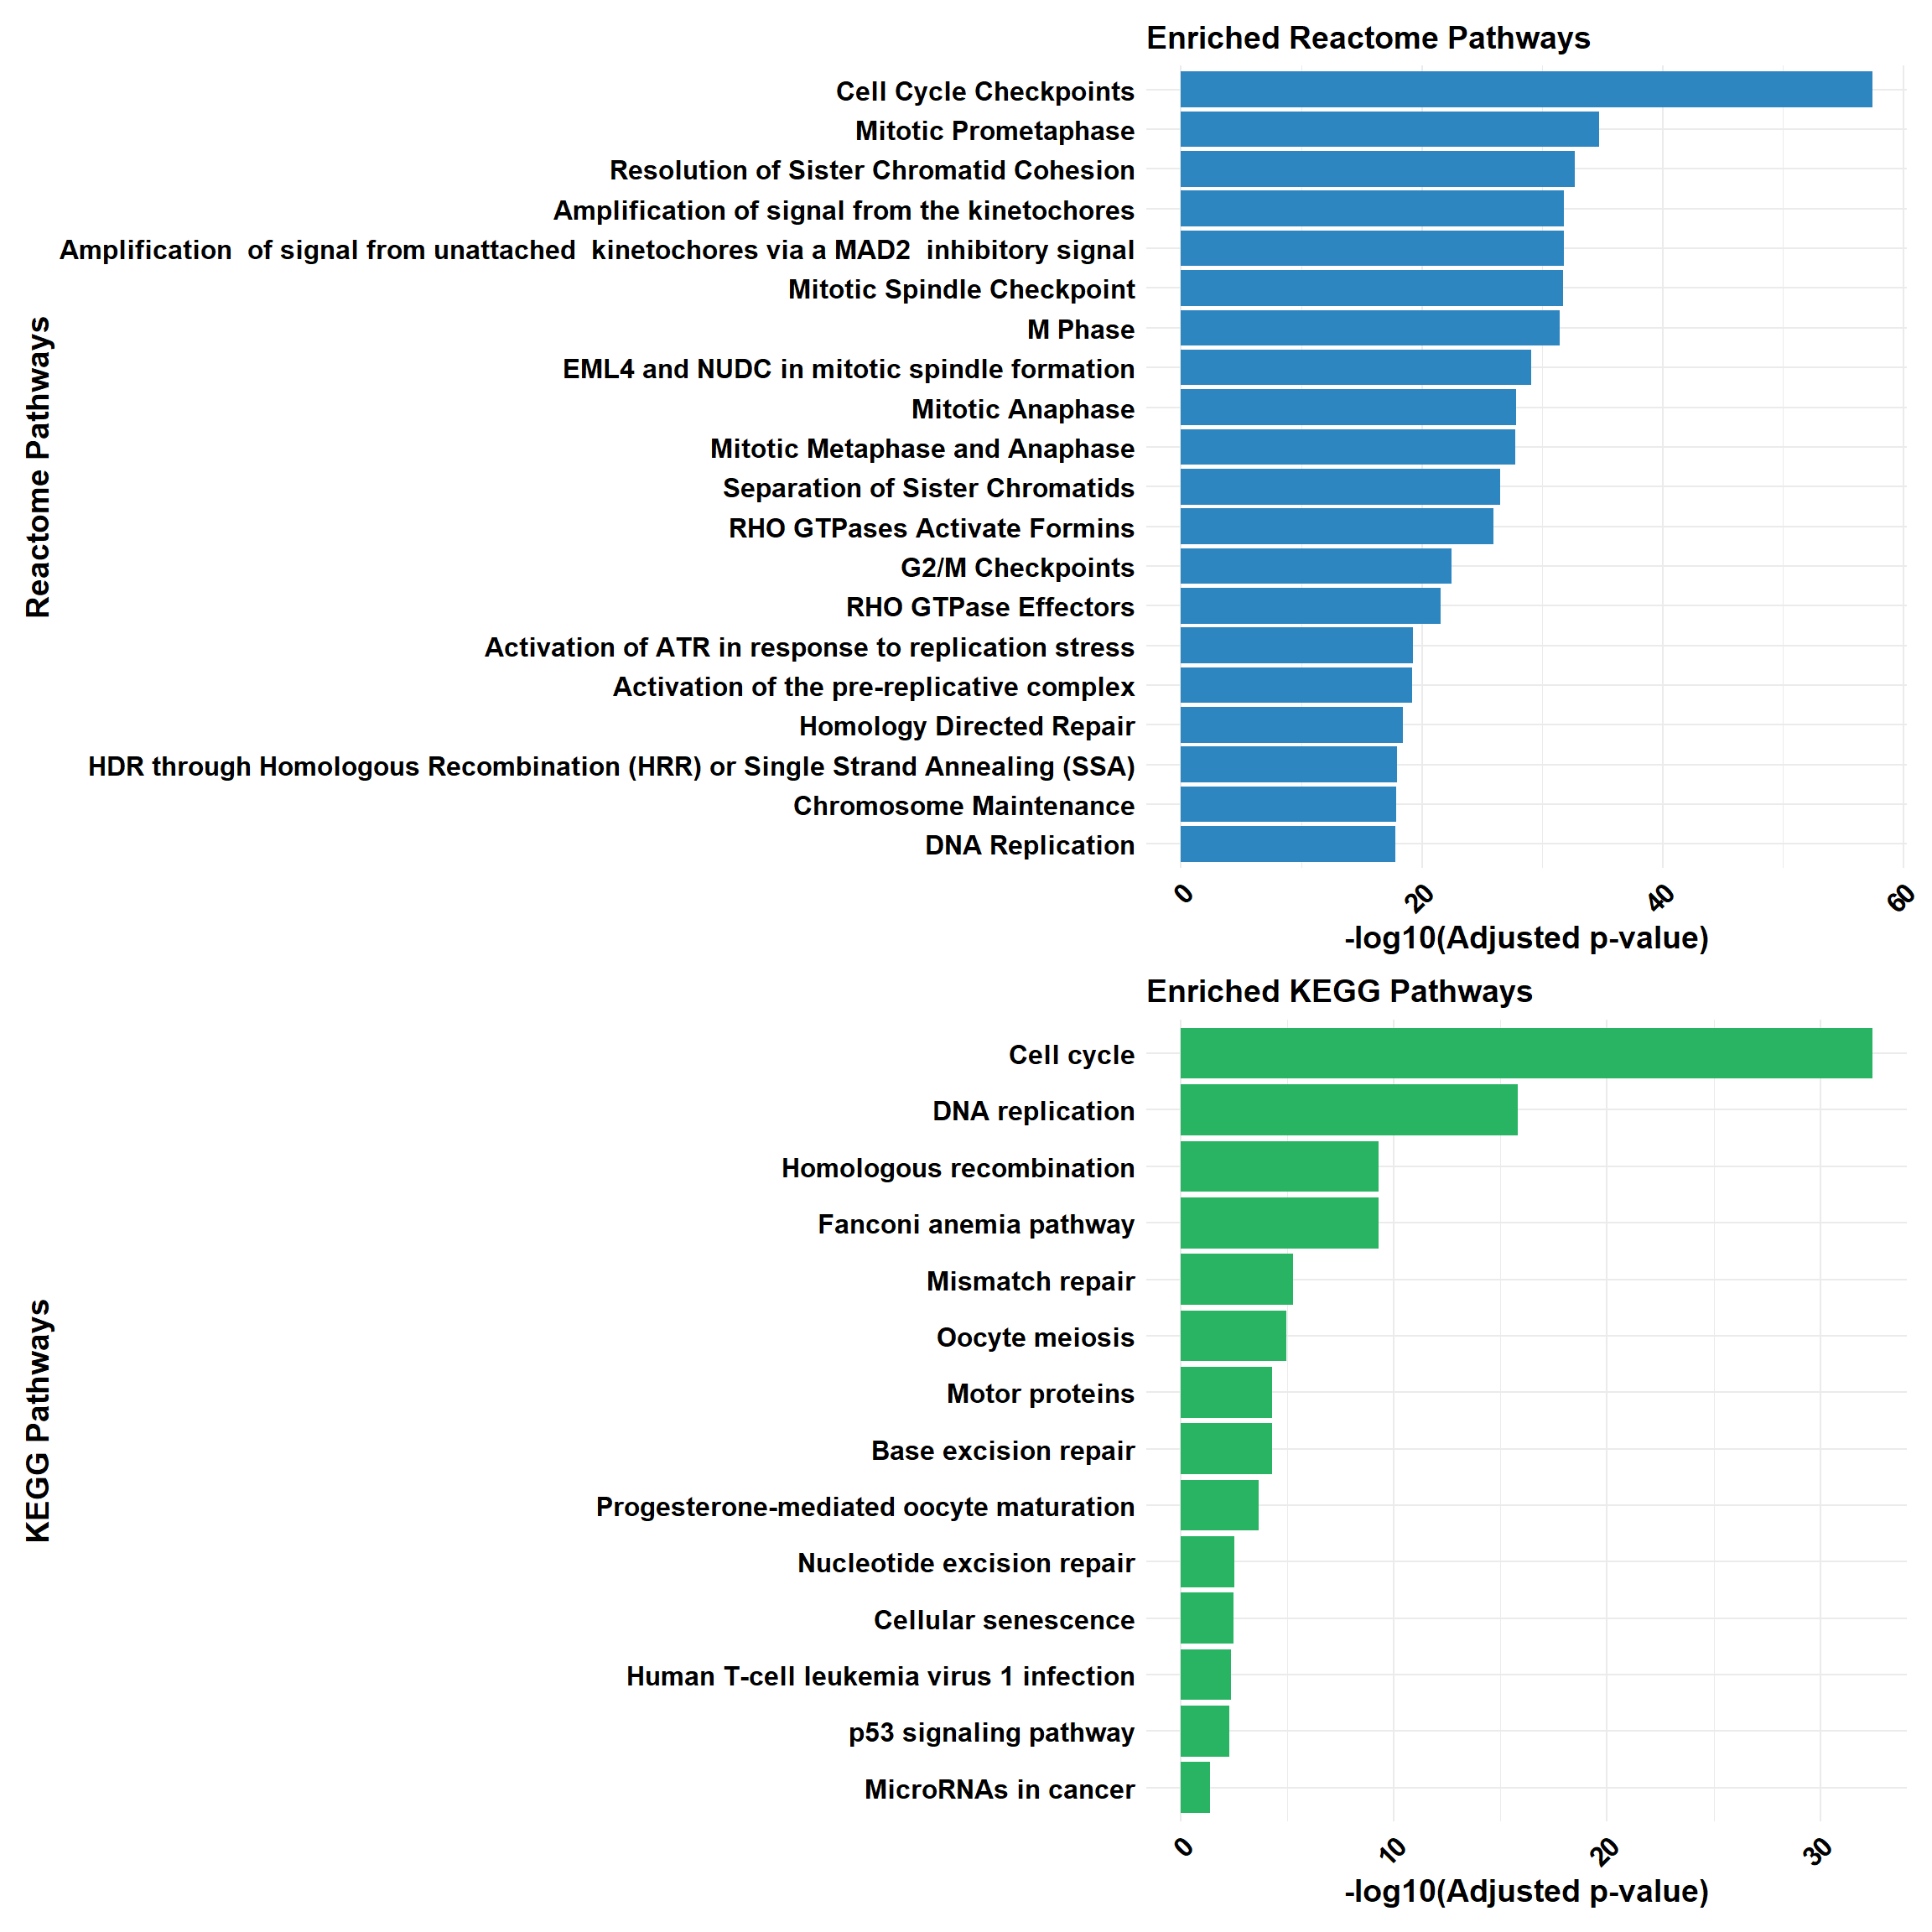 Enriched Reactome Pathways
Reactome Pathways
Cell Cycle Checkpoints
Mitotic Prometaphase
Resolution of Sister Chromatid Cohesion
Amplification of signal from the kinetochores
Amplification  of signal from unattached  kinetochores via a MAD2  inhibitory signal
Mitotic Spindle Checkpoint
M Phase
EML4 and NUDC in mitotic spindle formation
Mitotic Anaphase
Mitotic Metaphase and Anaphase
Separation of Sister Chromatids
RHO GTPases Activate Formins
G2/M Checkpoints
RHO GTPase Effectors
Activation of ATR in response to replication stress
Activation of the pre-replicative complex
Homology Directed Repair
HDR through Homologous Recombination (HRR) or Single Strand Annealing (SSA)
Chromosome Maintenance
DNA Replication
0 20 40 60
-log10(Adjusted p-value)
Enriched KEGG Pathways
KEGG Pathways
Cell cycle
DNA replication
Homologous recombination
Fanconi anemia pathway
Mismatch repair
Oocyte meiosis
Motor proteins
Base excision repair
Progesterone-mediated oocyte maturation
Nucleotide excision repair
Cellular senescence
Human T-cell leukemia virus 1 infection
p53 signaling pathway
MicroRNAs in cancer
0 10 20 30
-log10(Adjusted p-value)